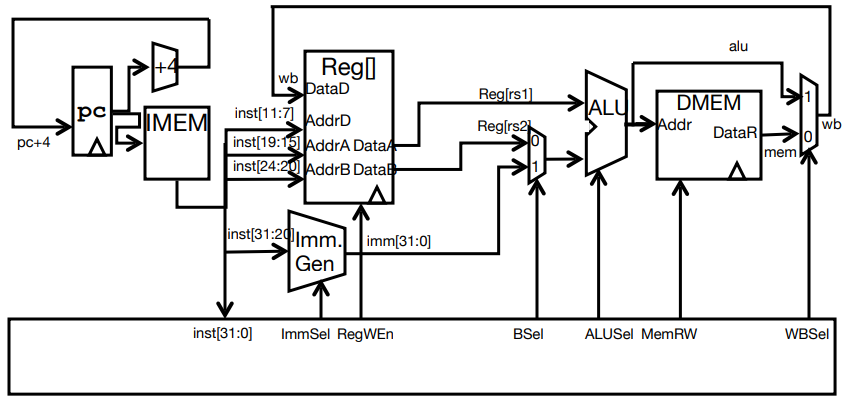 alu
Reg[]
+4
wb
DataD
Reg[rs1]
ALU
DMEM
1
pc
inst[11:7]
IMEM
AddrD
Reg[rs2]
Addr
DataR
wb
pc+4
inst[19:15]
AddrA DataA
0
0
mem
inst[24:20]
AddrB DataB
1
inst[31:20]
Imm.
Gen
imm[31:0]
inst[31:0]
ImmSel
RegWEn
BSel
ALUSel
MemRW
WBSel